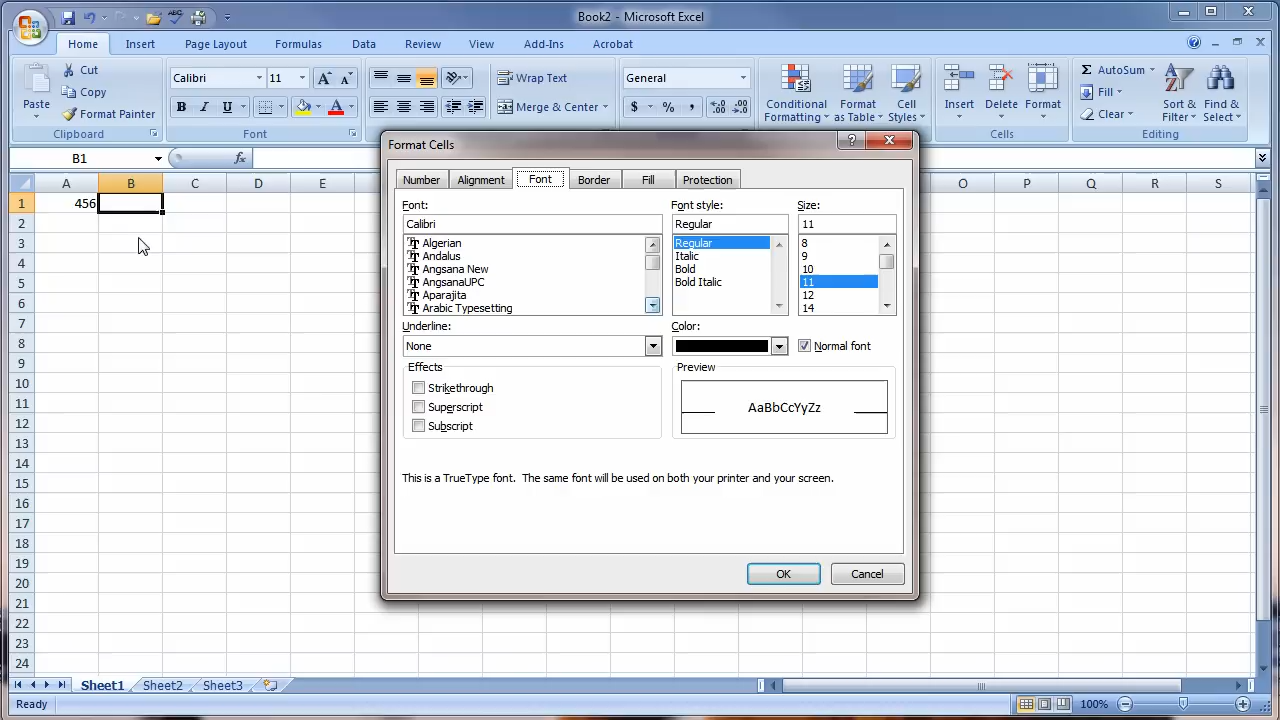 Book2 - Microsoft Excel
Home Insert Page Layout Formulas Data Review View Add-Ins Acrobat
Paste
Cut
Copy
Format Painter
Clipboard
Calibri 11
B I U
Font
Wrap Text
Merge & Center
General
$ % ,
Conditional Formatting
Format as Table
Cell Styles
Insert Delete Format
Cells
AutoSum
Fill
Clear
Sort & Filter
Find & Select
Editing
B1 fx
A B C D E O P Q R S
1 456
2
3
4
5
6
7
8
9
10
11
12
13
14
15
16
17
18
19
20
21
22
23
24
Format Cells
Number Alignment Font Border Fill Protection
Font: Font style: Size:
Calibri Regular 11
Algerian Regular 8
Andalus Italic 9
Angsana New Bold 10
AngsanaUPC Bold Italic 11
Aparajita 12
Arabic Typesetting 14
Underline: Color:
None Normal font
Effects Preview
Strikethrough
Superscript AaBbCcYyZz
Subscript
This is a TrueType font. The same font will be used on both your printer and your screen.
OK Cancel
Sheet1 Sheet2 Sheet3
Ready 100%